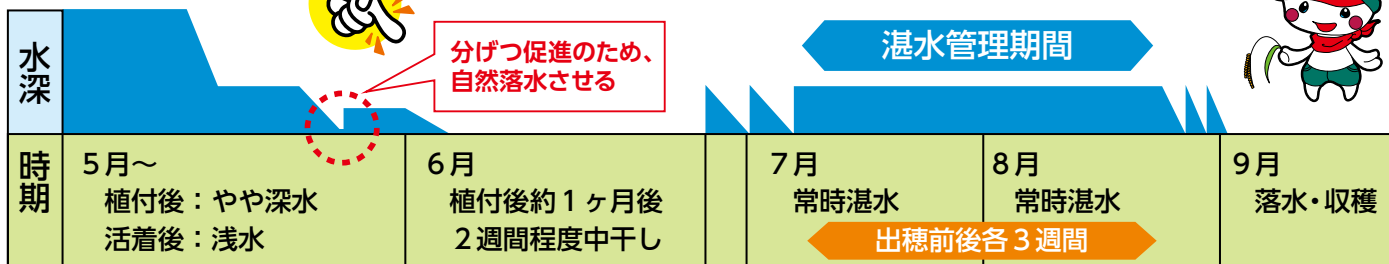 水深
分げつ促進のため、
自然落水させる
湛水管理期間
時期
5月～
植付後：やや深水
活着後：浅水
6月
植付後約1ヶ月後
2週間程度中干し
7月
常時湛水
8月
常時湛水
出穂前後各3週間
9月
落水・収穫